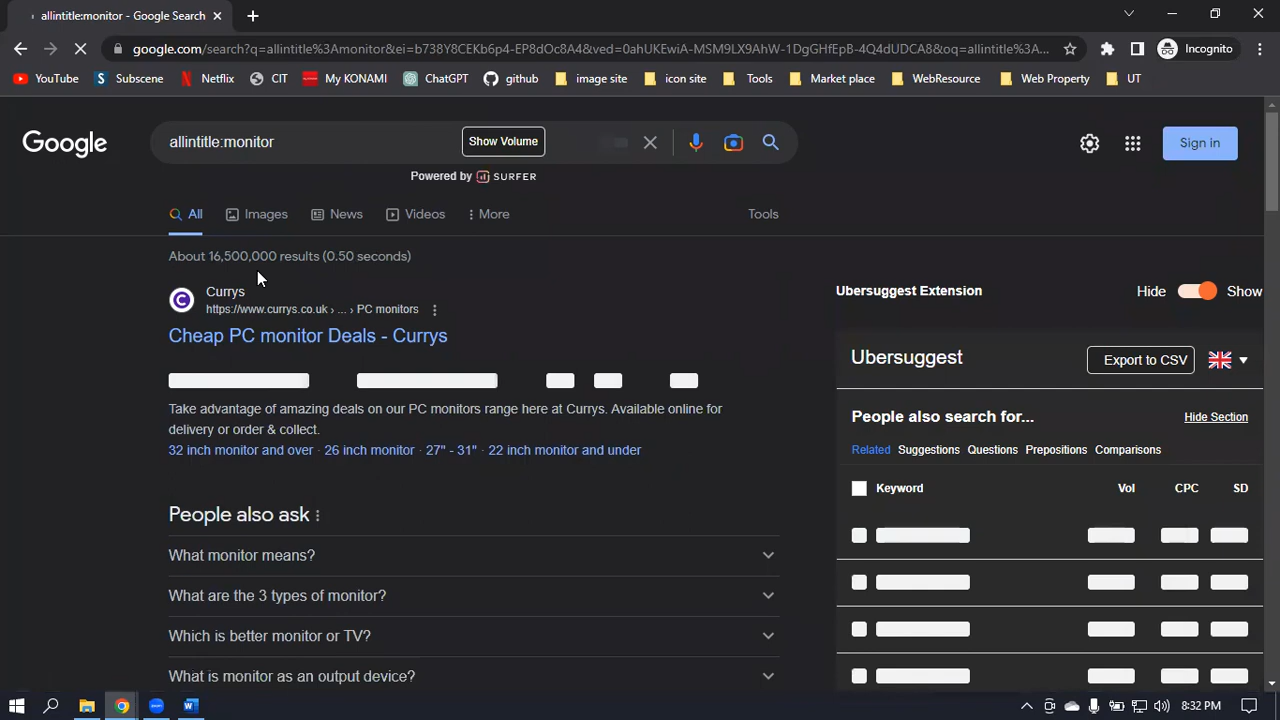 allintitle:monitor - Google Search
google.com/search?q=allintitle%3Amonitor&ei=b738Y8CEKb6p4-EP8dOc8A4&ved=0ahUKEwiA-MSM9LX9AhW-1DgGHfEpB-4Q4dUDCA8&oq=allintitle%3A...
Incognito
YouTube
Subscene
Netflix
CIT
My KONAMI
ChatGPT
github
image site
icon site
Tools
Market place
WebResource
Web Property
UT
Google
allintitle:monitor
Show Volume
Sign in
Powered by SURFER
All
Images
News
Videos
More
Tools
About 16,500,000 results (0.50 seconds)
Currys
https://www.currys.co.uk › ... › PC monitors
Cheap PC monitor Deals - Currys
Take advantage of amazing deals on our PC monitors range here at Currys. Available online for
delivery or order & collect.
32 inch monitor and over · 26 inch monitor · 27" - 31" · 22 inch monitor and under
People also ask
What monitor means?
What are the 3 types of monitor?
Which is better monitor or TV?
What is monitor as an output device?
Ubersuggest Extension
Hide
Show
Ubersuggest
Export to CSV
People also search for...
Hide Section
Related
Suggestions
Questions
Prepositions
Comparisons
Keyword
Vol
CPC
SD
8:32 PM